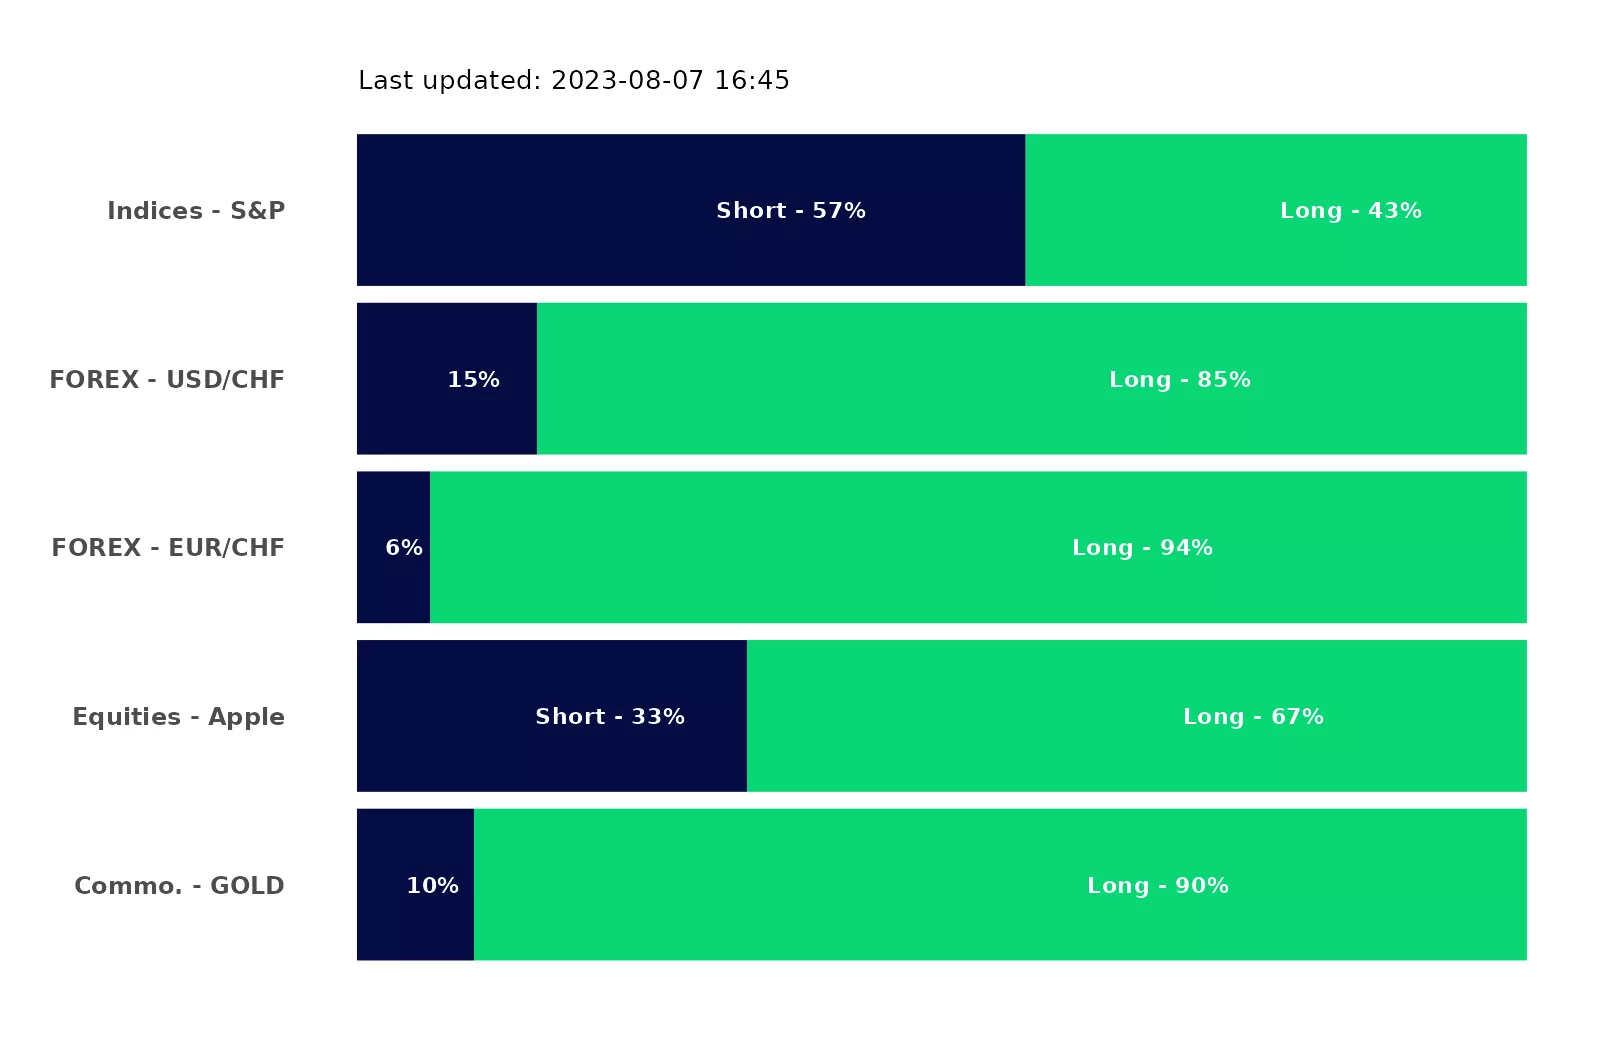 Last updated: 2023-08-07 16:45
Indices - S&P Short - 57% Long - 43%
FOREX - USD/CHF 15% Long - 85%
FOREX - EUR/CHF 6% Long - 94%
Equities - Apple Short - 33% Long - 67%
Commo. - GOLD 10% Long - 90%